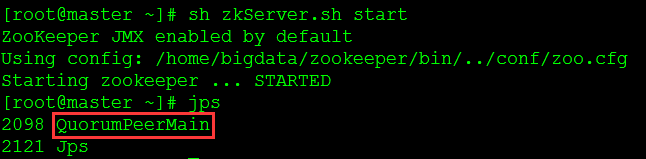 [root@master ~]# sh zkServer.sh start
ZooKeeper JMX enabled by default
Using config: /home/bigdata/zookeeper/bin/../conf/zoo.cfg
Starting zookeeper ... STARTED
[root@master ~]# jps
2098 QuorumPeerMain
2121 Jps